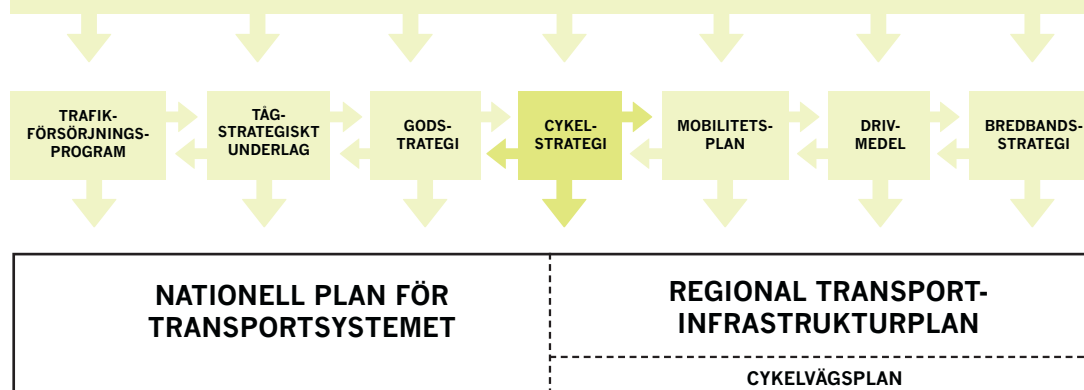 TRAFIK-
FÖRSÖRJNINGS-
PROGRAM
TÅG-
STRATEGISKT
UNDERLAG
GODS-
TRATEGI
CYKEL-
STRATEGI
MOBILITETS-
PLAN
DRIV-
MEDEL
BREDBANDS-
STRATEGI
NATIONELL PLAN FÖR
TRANSPORTSYSTEMET
REGIONAL TRANSPORT-
INFRASTRUKTURPLAN
CYKELVÄGSPLAN